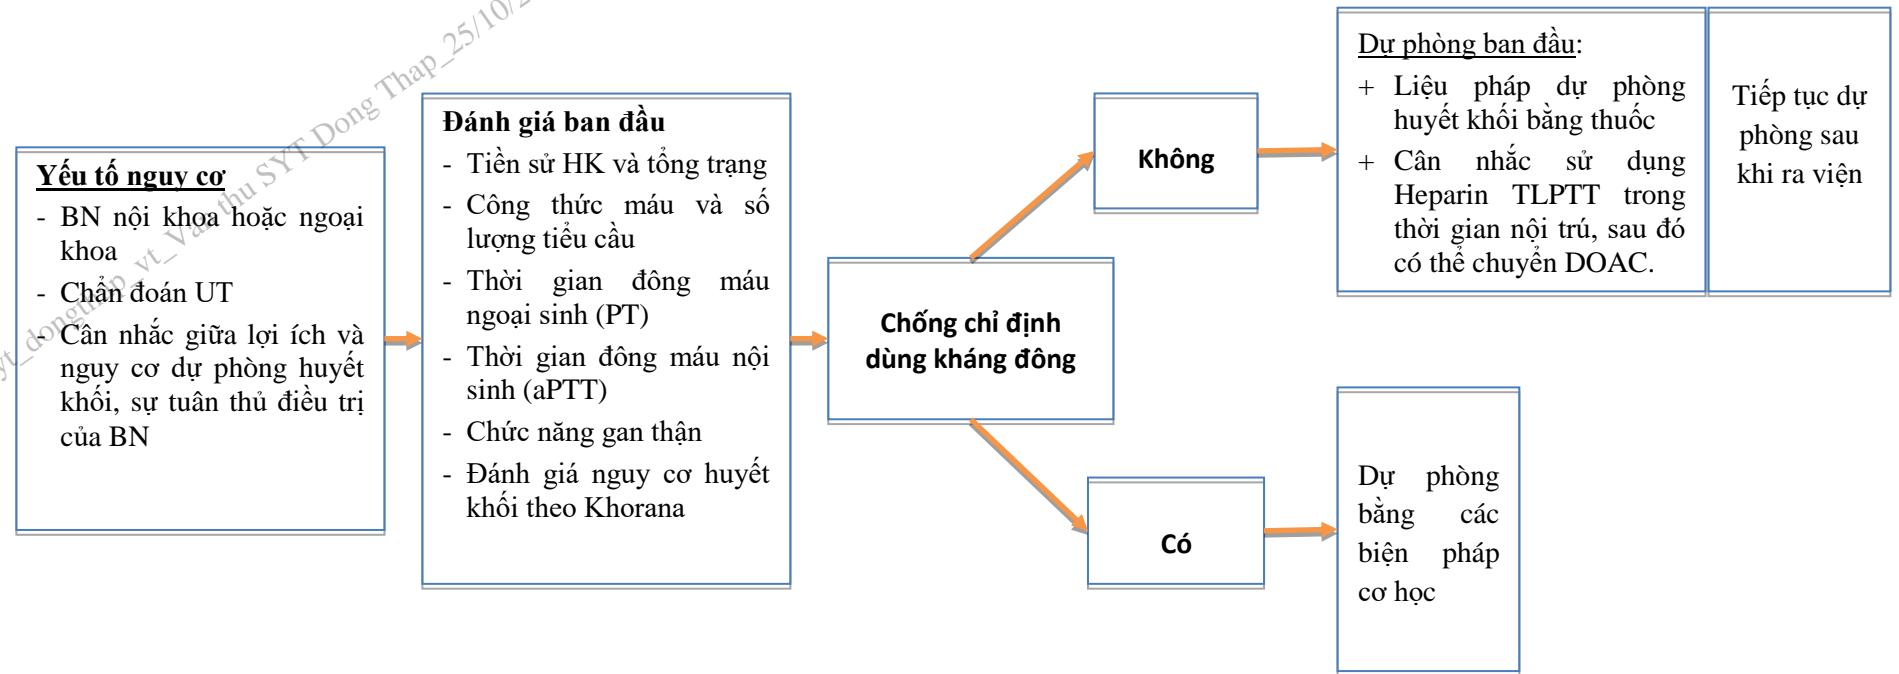 Yếu tố nguy cơ
- BN nội khoa hoặc ngoại
khoa
- Chẩn đoán UT
- Cân nhắc giữa lợi ích và
nguy cơ dự phòng huyết
khối, sự tuân thủ điều trị
của BN
Đánh giá ban đầu
- Tiền sử HK và tổng trạng
- Công thức máu và số
lượng tiểu cầu
- Thời gian đông máu
ngoại sinh (PT)
- Thời gian đông máu nội
sinh (aPTT)
- Chức năng gan thận
- Đánh giá nguy cơ huyết
khối theo Khorana
Chống chỉ định
dùng kháng đông
Không
Dự phòng ban đầu:
+ Liệu pháp dự phòng
huyết khối bằng thuốc
+ Cân nhắc sử dụng
Heparin TLPTT trong
thời gian nội trú, sau đó
có thể chuyển DOAC.
Tiếp tục dự
phòng sau
khi ra viện
Có
Dự phòng
bằng các
biện pháp
cơ học
thu SYT Dong Thap_25/10/2